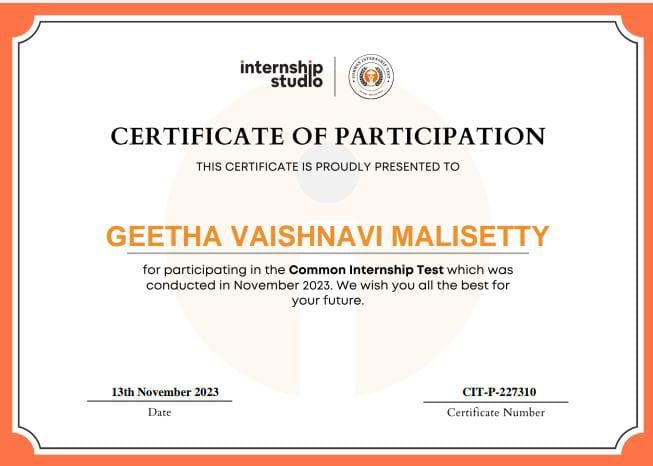 internship
studio
COMMON INTERNSHIP TEST
CERTIFICATE OF PARTICIPATION
THIS CERTIFICATE IS PROUDLY PRESENTED TO
GEETHA VAISHNAVI MALISETTY
for participating in the Common Internship Test which was
conducted in November 2023. We wish you all the best for
your future.
13th November 2023
Date
CIT-P-227310
Certificate Number